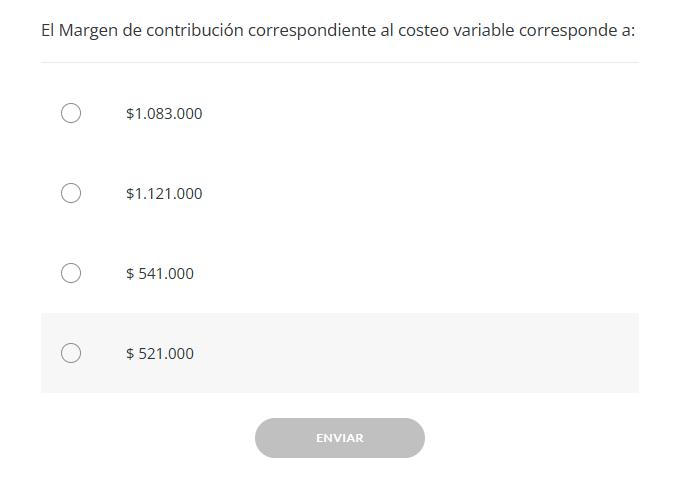 El Margen de contribución correspondiente al costeo variable corresponde a:
$1.083.000
$1.121.000
$ 541.000
$ 521.000
ENVIAR